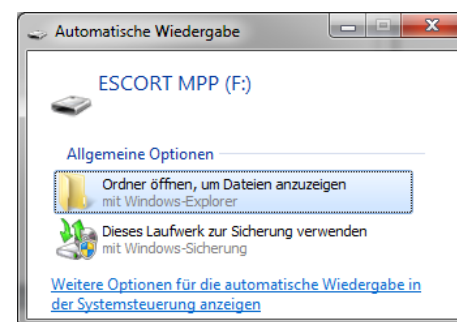 Automatische Wiedergabe
ESCORT MPP (F:)
Allgemeine Optionen
Ordner öffnen, um Dateien anzuzeigen
mit Windows-Explorer
Dieses Laufwerk zur Sicherung verwenden
mit Windows-Sicherung
Weitere Optionen für die automatische Wiedergabe in
der Systemsteuerung anzeigen